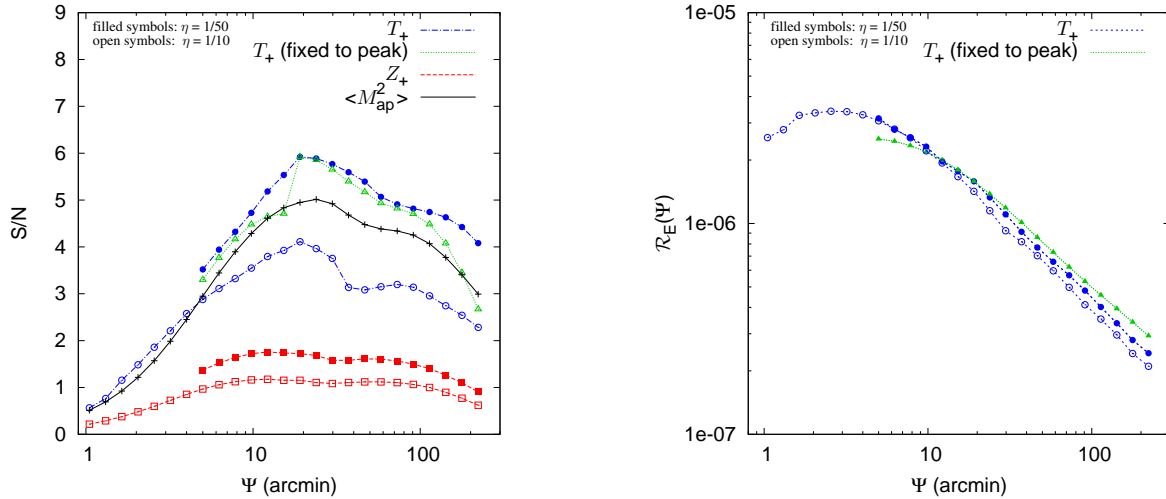 filled symbols: η = 1/50
open symbols: η = 1/10
T+
T+ (fixed to peak)
Z+
<M²ap>
S/N
9
8
7
6
5
4
3
2
1
0
1 10 100
Ψ (arcmin)
filled symbols: η = 1/50
open symbols: η = 1/10
T+
T+ (fixed to peak)
R_E(Ψ)
1e-05
1e-06
1e-07
1 10 100
Ψ (arcmin)